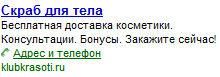 Скраб для тела
Бесплатная доставка косметики.
Консультации. Бонусы. Закажите сейчас!
Адрес и телефон
klubkrasoti.ru